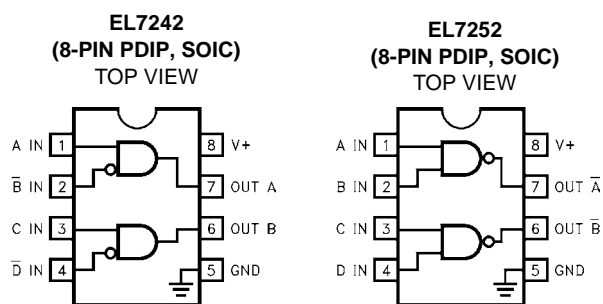 EL7242
(8-PIN PDIP, SOIC)
TOP VIEW
A IN 1
8 V+
B̅ IN 2
7 OUT A
C IN 3
6 OUT B
D̅ IN 4
5 GND
EL7252
(8-PIN PDIP, SOIC)
TOP VIEW
A IN 1
8 V+
B IN 2
7 OUT A̅
C IN 3
6 OUT B̅
D IN 4
5 GND